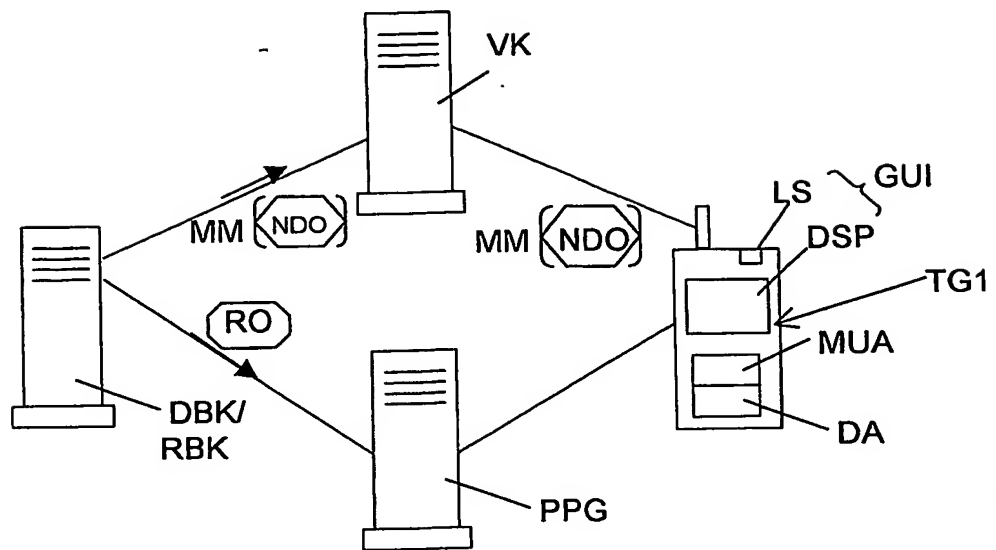 VK
LS
GUI
MM
NDO
MM
NDO
DSP
TG1
RO
MUA
DBK/
RBK
DA
PPG